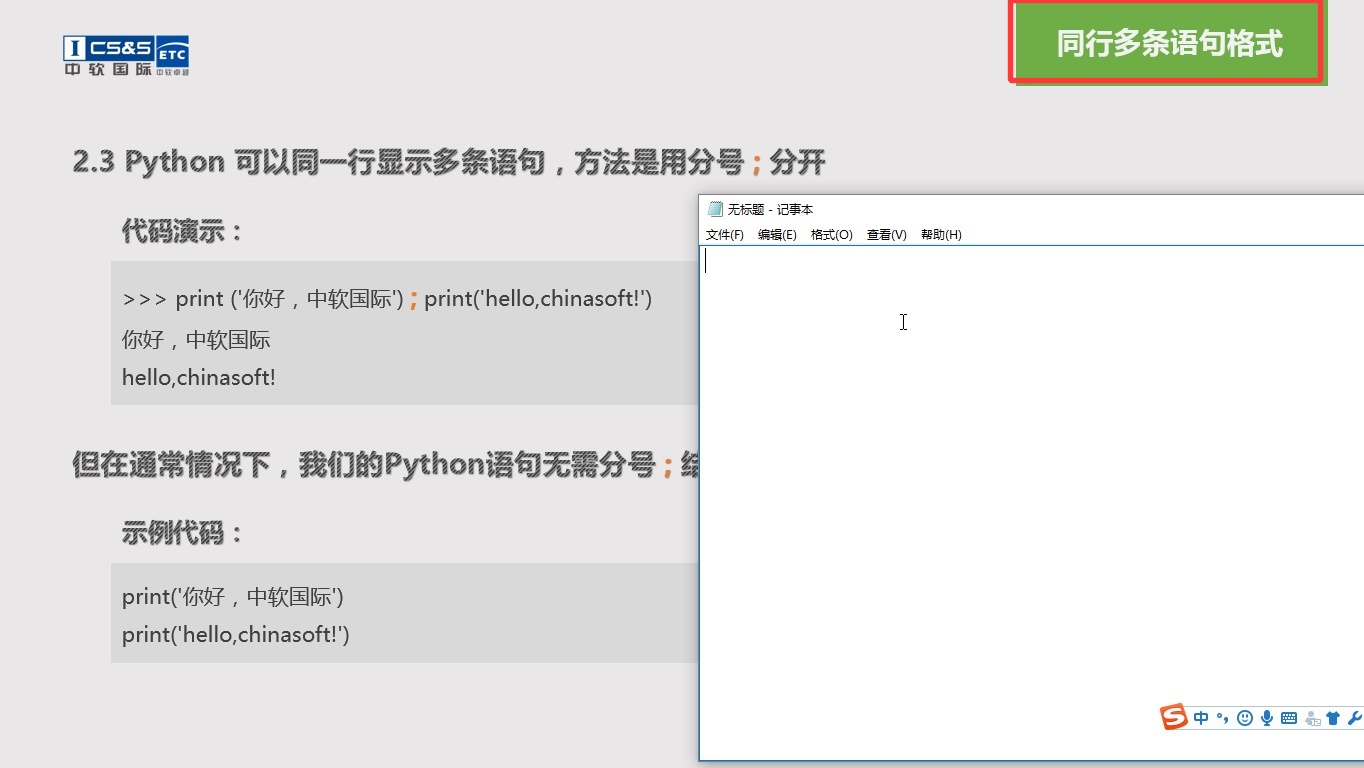 I CS&S ETC
中软国际 中软卓越
同行多条语句格式
2.3 Python 可以同一行显示多条语句，方法是用分号；分开
代码演示：
>>> print ('你好，中软国际')；print('hello,chinasoft!')
你好，中软国际
hello,chinasoft!
但在通常情况下，我们的Python语句无需分号；
示例代码：
print('你好，中软国际')
print('hello,chinasoft!')
无标题 - 记事本
文件(F) 编辑(E) 格式(O) 查看(V) 帮助(H)
S 中